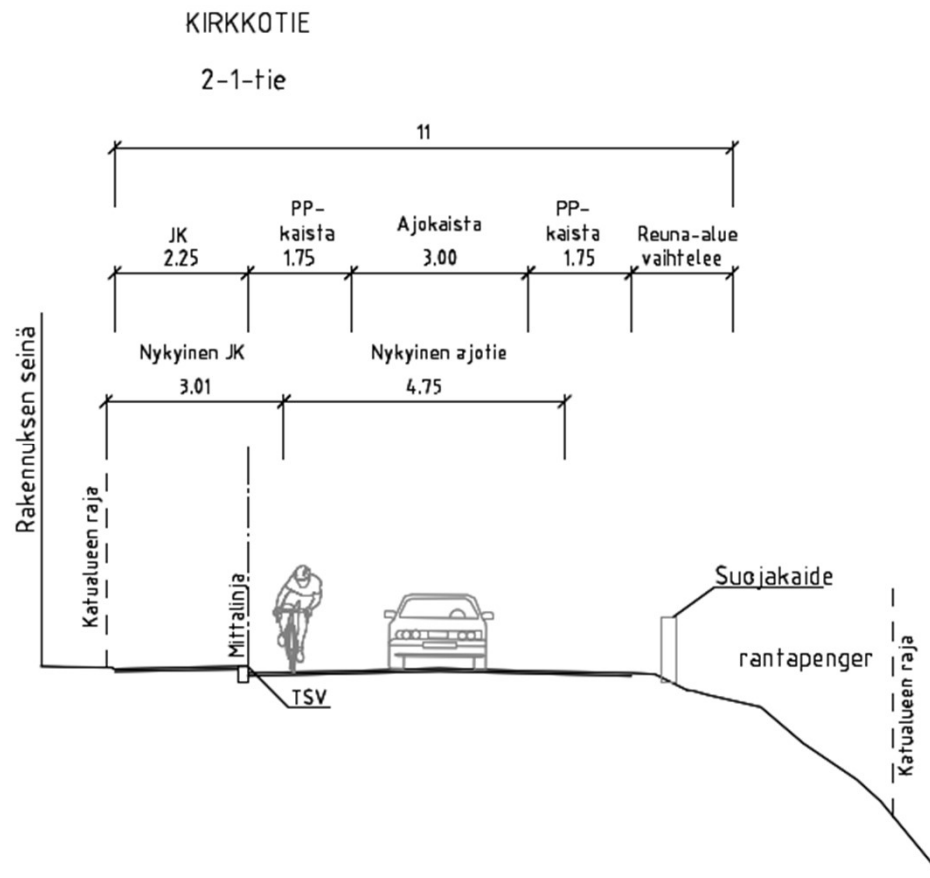 KIRKKOTIE
2-1-tie
11
JK
2.25
PP-
kaista
1.75
Ajokaista
3.00
PP-
kaista
1.75
Reuna-alue
vaihtelee
Nykyinen JK
3.01
Nykyinen ajotie
4.75
Rakennuksen seinä
Katualueen raja
Mittalinja
TSV
Suojakaide
rantapenger
Katualueen raja